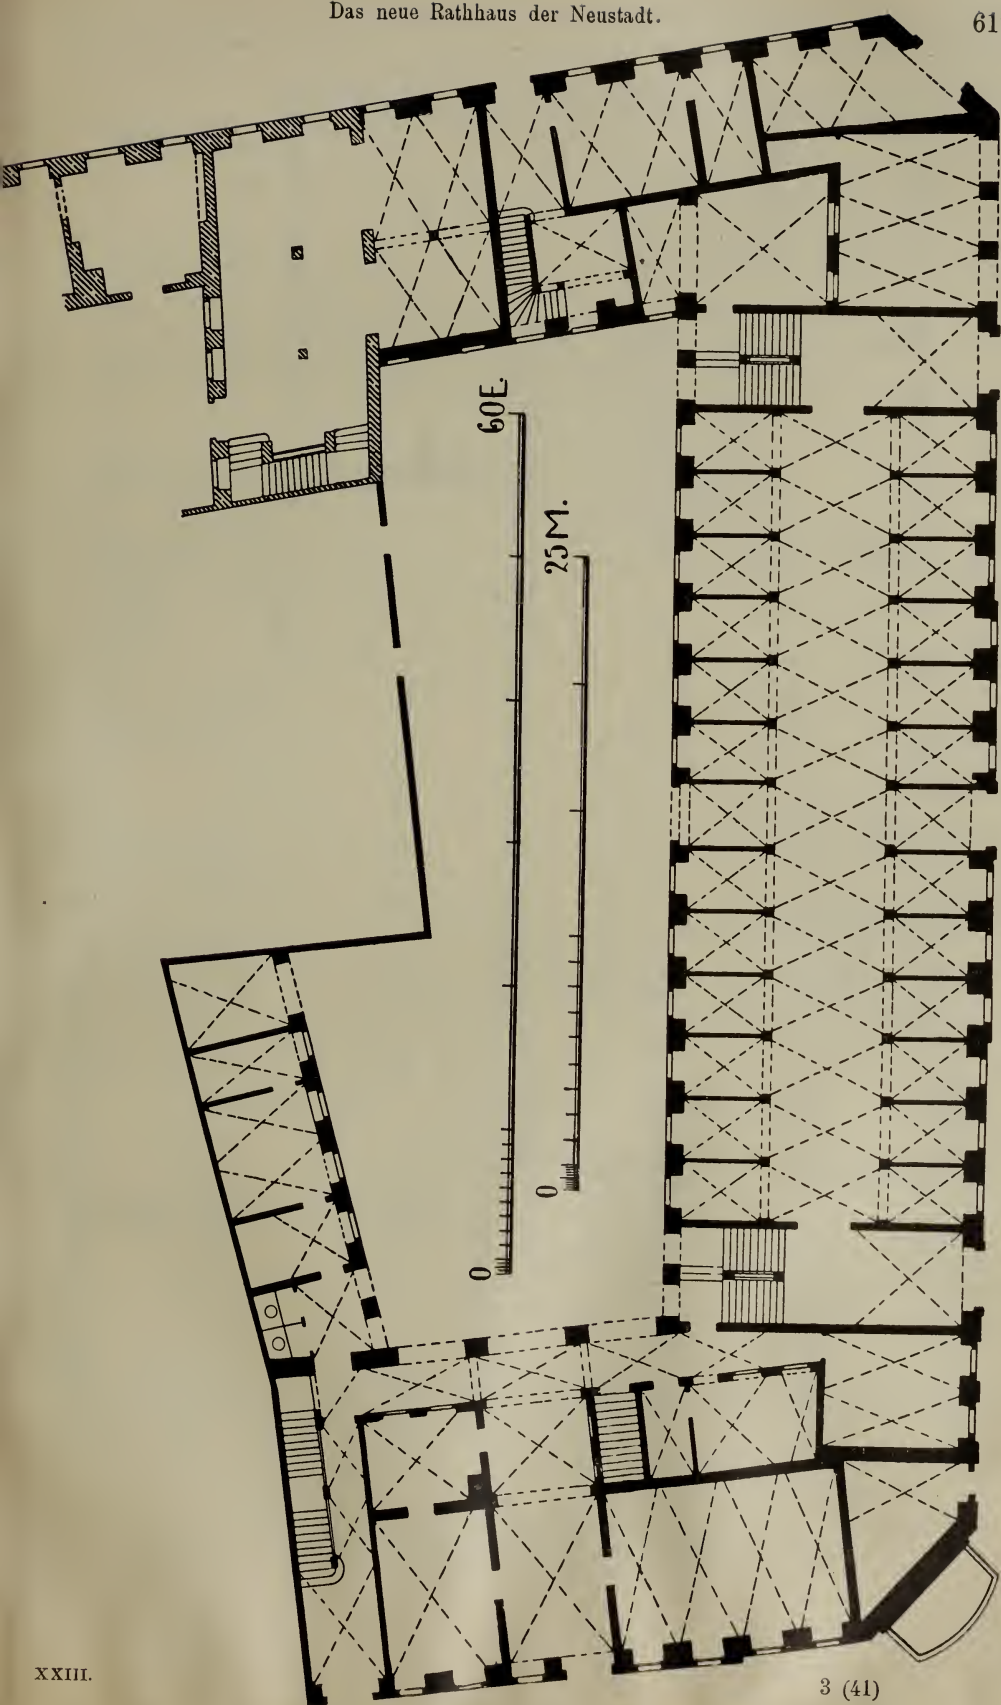 Das neue Rathhaus der Neustadt.
61
60E.
25M.
0
0
XXIII.
3 (41)